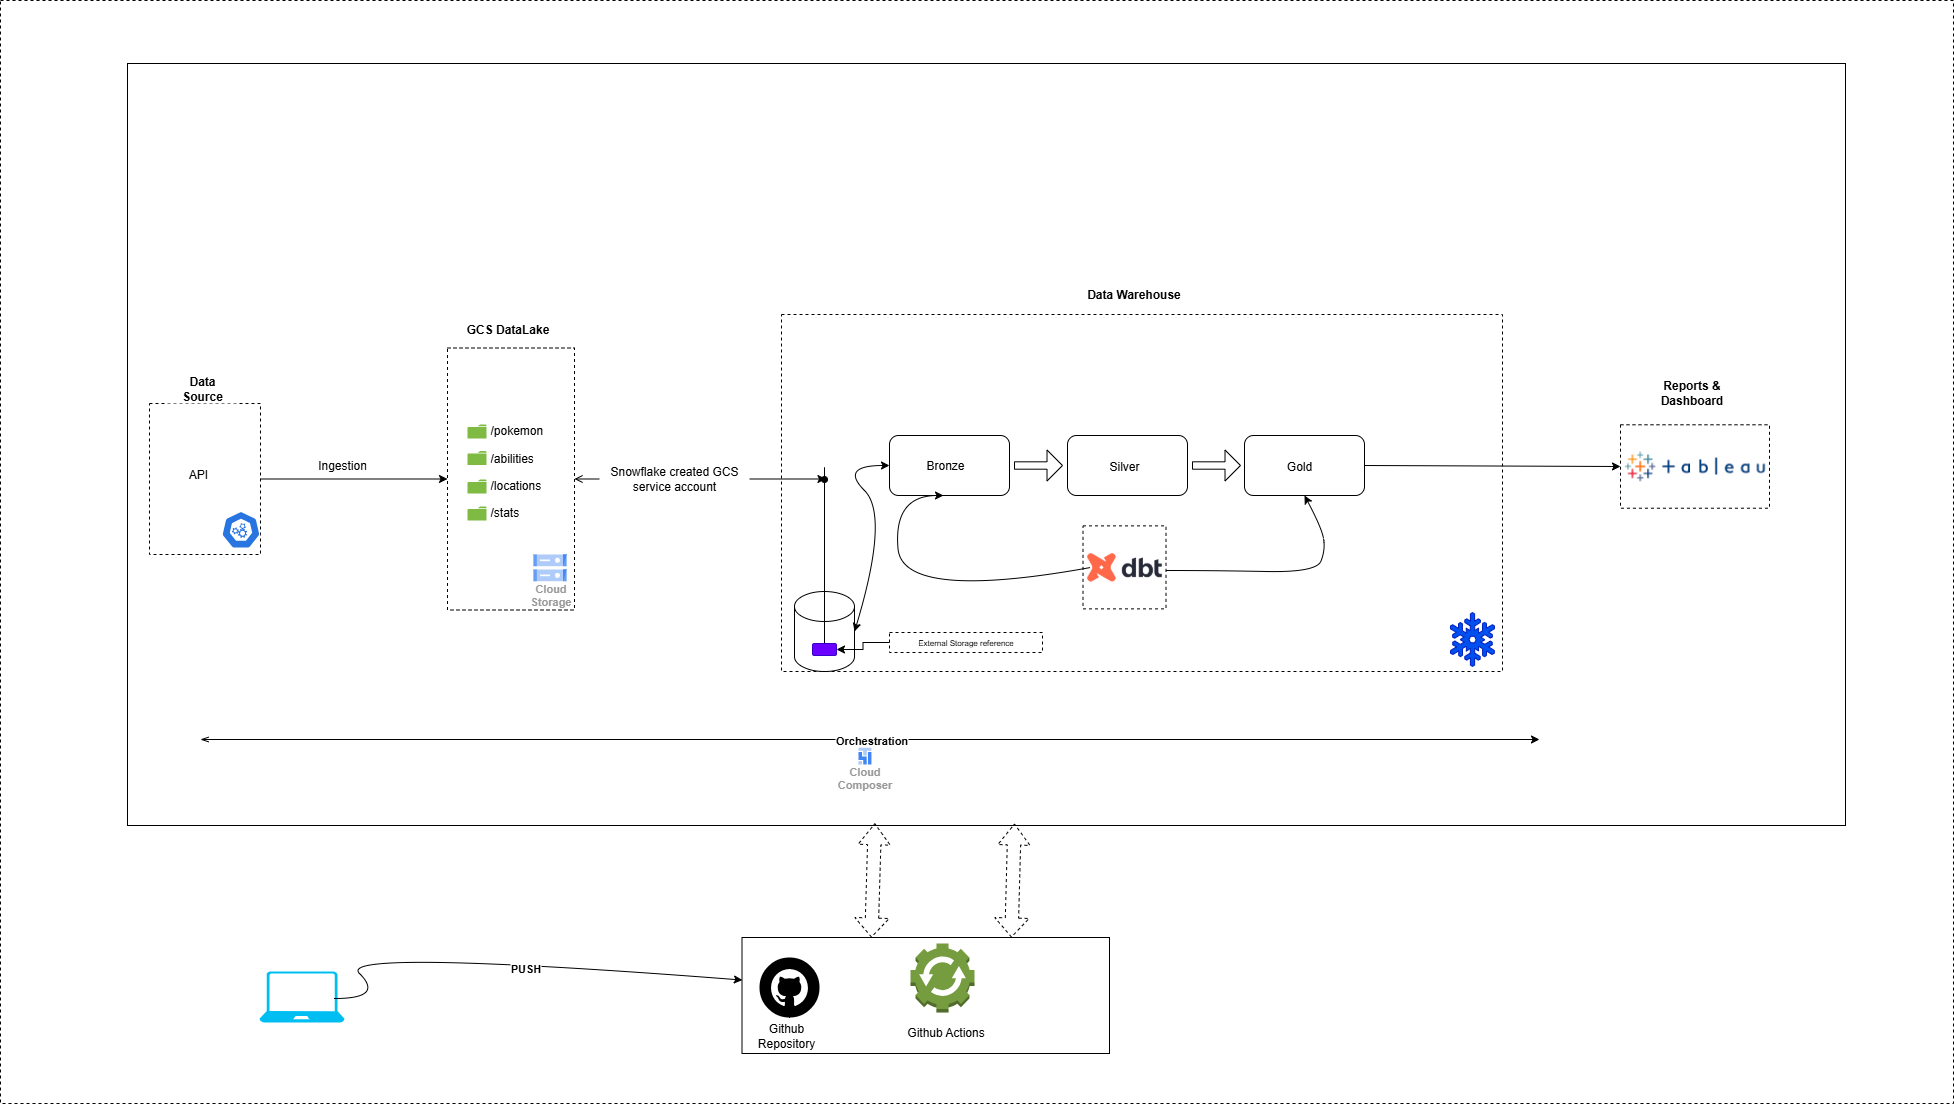 Data Warehouse
GCS DataLake
Data
Source
API
Ingestion
/pokemon
/abilities
/locations
/stats
Cloud
Storage
Snowflake created GCS
service account
Bronze
Silver
Gold
dbt
External Storage reference
Reports &
Dashboard
+ a b l e a u
Orchestration
Cloud
Composer
PUSH
Github
Repository
Github Actions